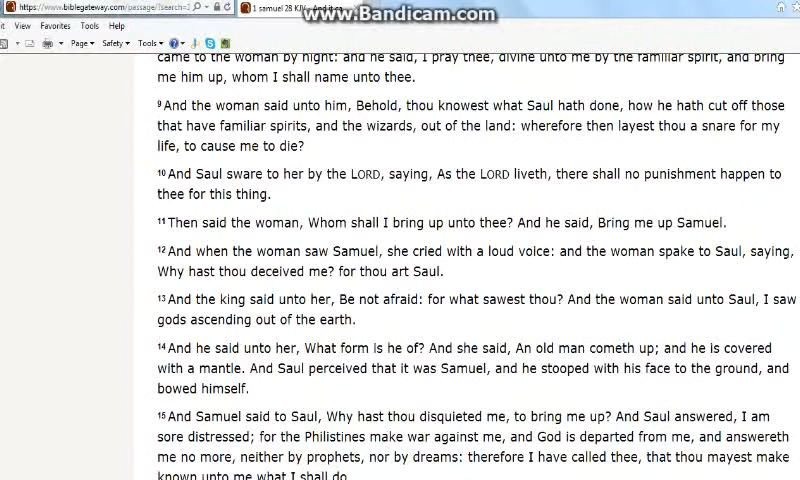 www.Bandicam.com
https://www.biblegateway.com/passage/?search=1
1 samuel 28 KJV - And it ca
it Favorites Tools Help
Page Safety Tools
came to the woman by night: and he said, I pray thee, divine unto me by the familiar spirit, and bring
me him up, whom I shall name unto thee.
9 And the woman said unto him, Behold, thou knowest what Saul hath done, how he hath cut off those
that have familiar spirits, and the wizards, out of the land: wherefore then layest thou a snare for my
life, to cause me to die?
10 And Saul sware to her by the LORD, saying, As the LORD liveth, there shall no punishment happen to
thee for this thing.
11 Then said the woman, Whom shall I bring up unto thee? And he said, Bring me up Samuel.
12 And when the woman saw Samuel, she cried with a loud voice: and the woman spake to Saul, saying,
Why hast thou deceived me? for thou art Saul.
13 And the king said unto her, Be not afraid: for what sawest thou? And the woman said unto Saul, I saw
gods ascending out of the earth.
14 And he said unto her, What form is he of? And she said, An old man cometh up; and he is covered
with a mantle. And Saul perceived that it was Samuel, and he stooped with his face to the ground, and
bowed himself.
15 And Samuel said to Saul, Why hast thou disquieted me, to bring me up? And Saul answered, I am
sore distressed; for the Philistines make war against me, and God is departed from me, and answereth
me no more, neither by prophets, nor by dreams: therefore I have called thee, that thou mayest make
known unto me what I shall do